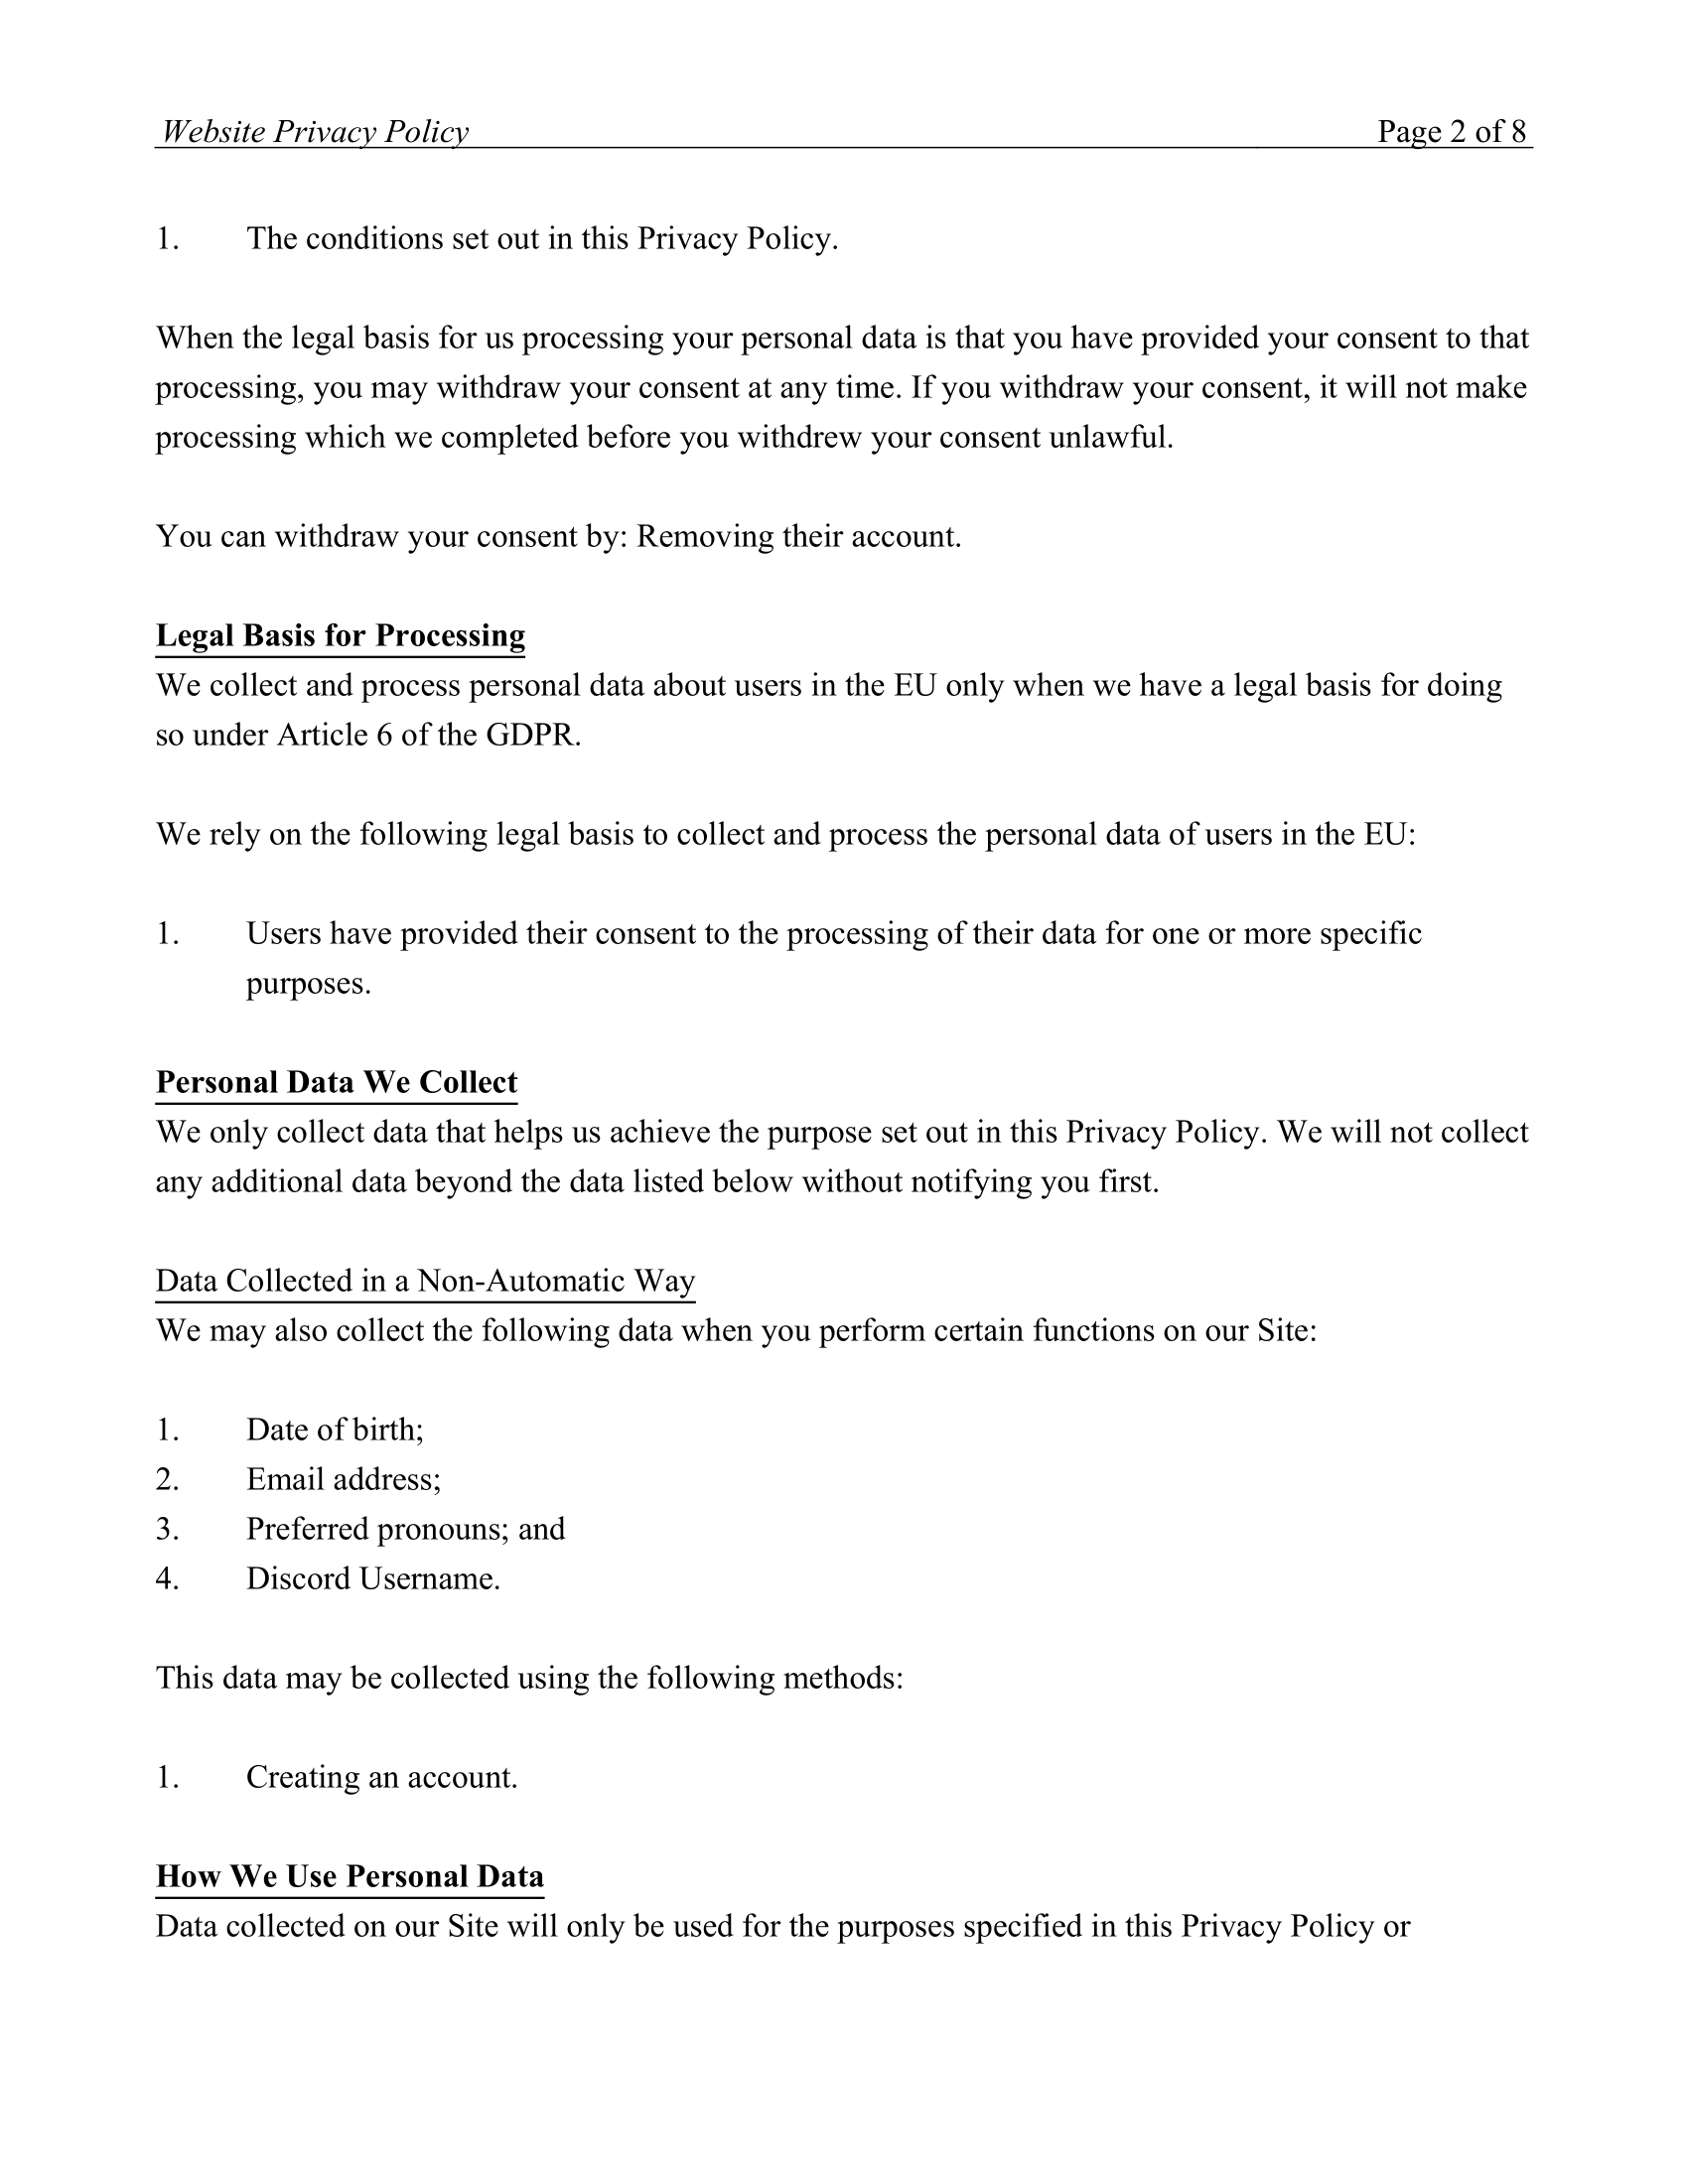 Website Privacy Policy Page 2 of 8
1. The conditions set out in this Privacy Policy.
When the legal basis for us processing your personal data is that you have provided your consent to that
processing, you may withdraw your consent at any time. If you withdraw your consent, it will not make
processing which we completed before you withdrew your consent unlawful.
You can withdraw your consent by: Removing their account.
Legal Basis for Processing
We collect and process personal data about users in the EU only when we have a legal basis for doing
so under Article 6 of the GDPR.
We rely on the following legal basis to collect and process the personal data of users in the EU:
1. Users have provided their consent to the processing of their data for one or more specific
purposes.
Personal Data We Collect
We only collect data that helps us achieve the purpose set out in this Privacy Policy. We will not collect
any additional data beyond the data listed below without notifying you first.
Data Collected in a Non-Automatic Way
We may also collect the following data when you perform certain functions on our Site:
1. Date of birth;
2. Email address;
3. Preferred pronouns; and
4. Discord Username.
This data may be collected using the following methods:
1. Creating an account.
How We Use Personal Data
Data collected on our Site will only be used for the purposes specified in this Privacy Policy or